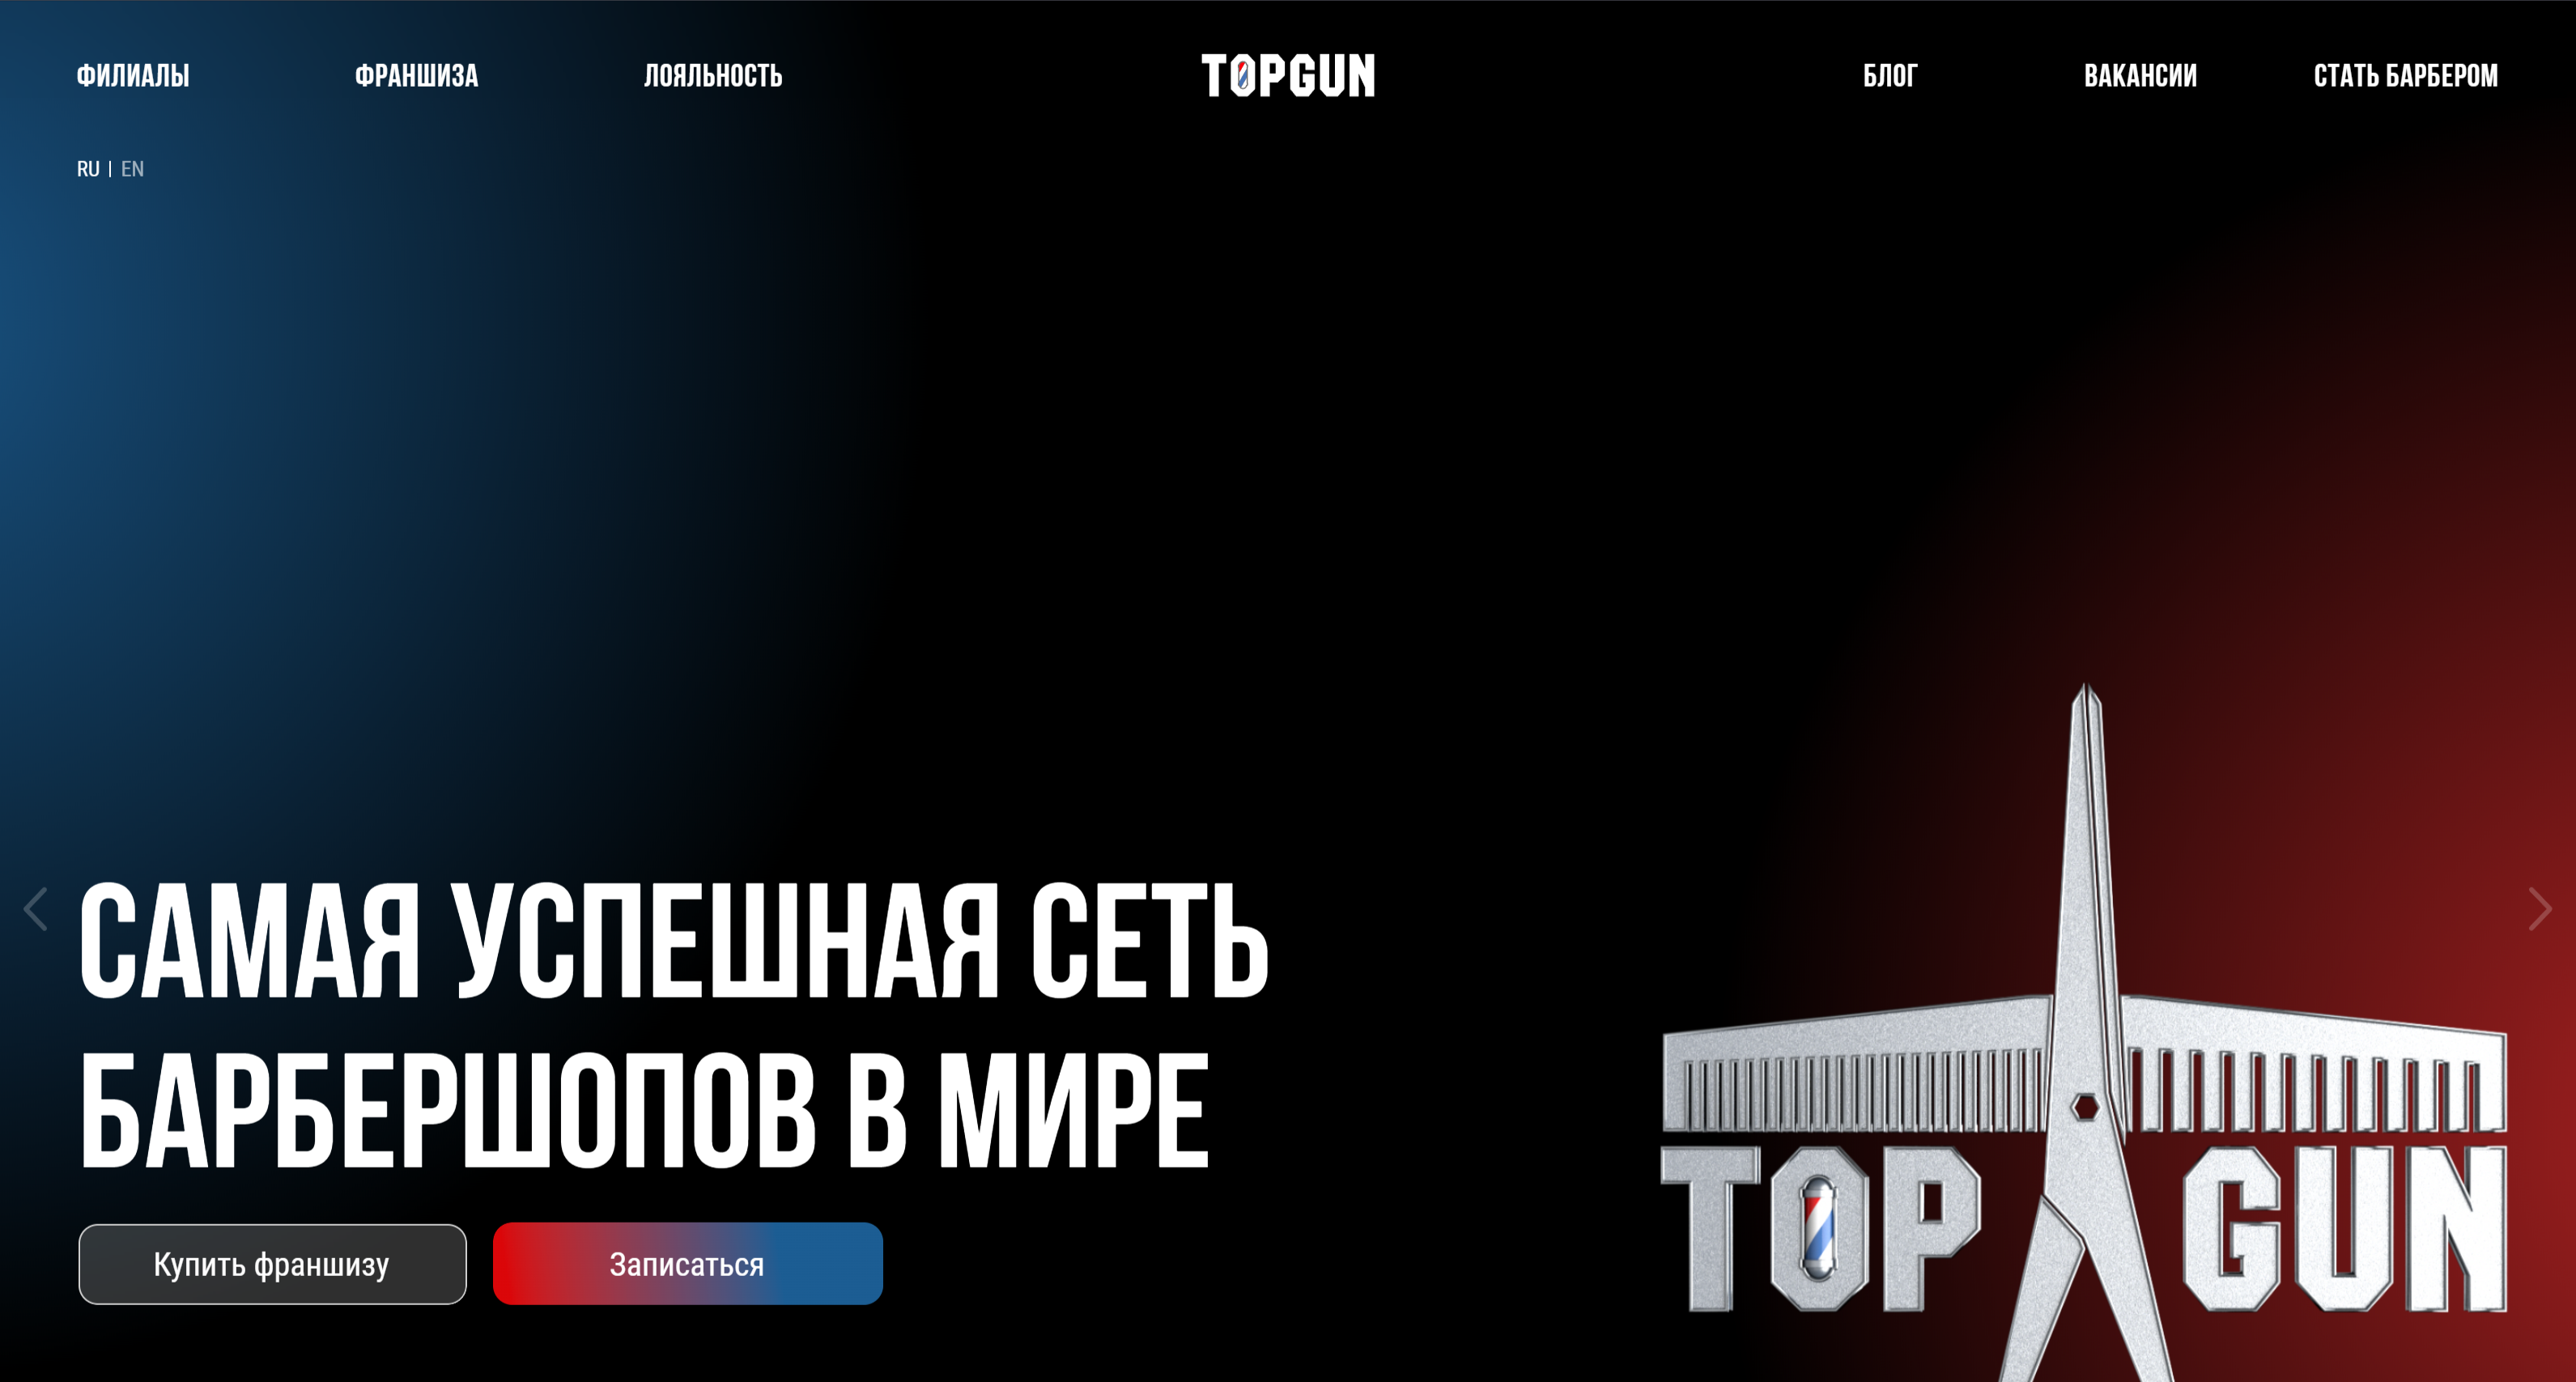 ФИЛИАЛЫ ФРАНШИЗА ЛОЯЛЬНОСТЬ TOPGUN БЛОГ ВАКАНСИИ СТАТЬ БАРБЕРОМ
RU | EN
САМАЯ УСПЕШНАЯ СЕТЬ
БАРБЕРШОПОВ В МИРЕ
Купить франшизу Записаться
TOP GUN